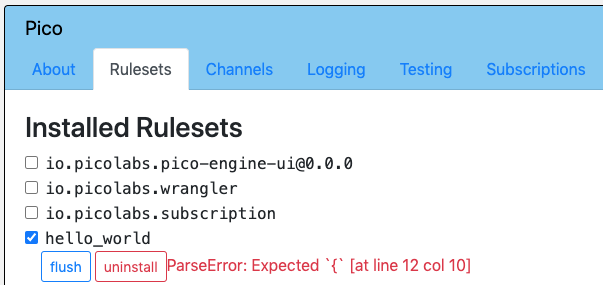 Pico
About Rulesets Channels Logging Testing Subscriptions
Installed Rulesets
io.picolabs.pico-engine-ui@0.0.0
io.picolabs.wrangler
io.picolabs.subscription
hello_world
flush uninstall ParseError: Expected `{` [at line 12 col 10]